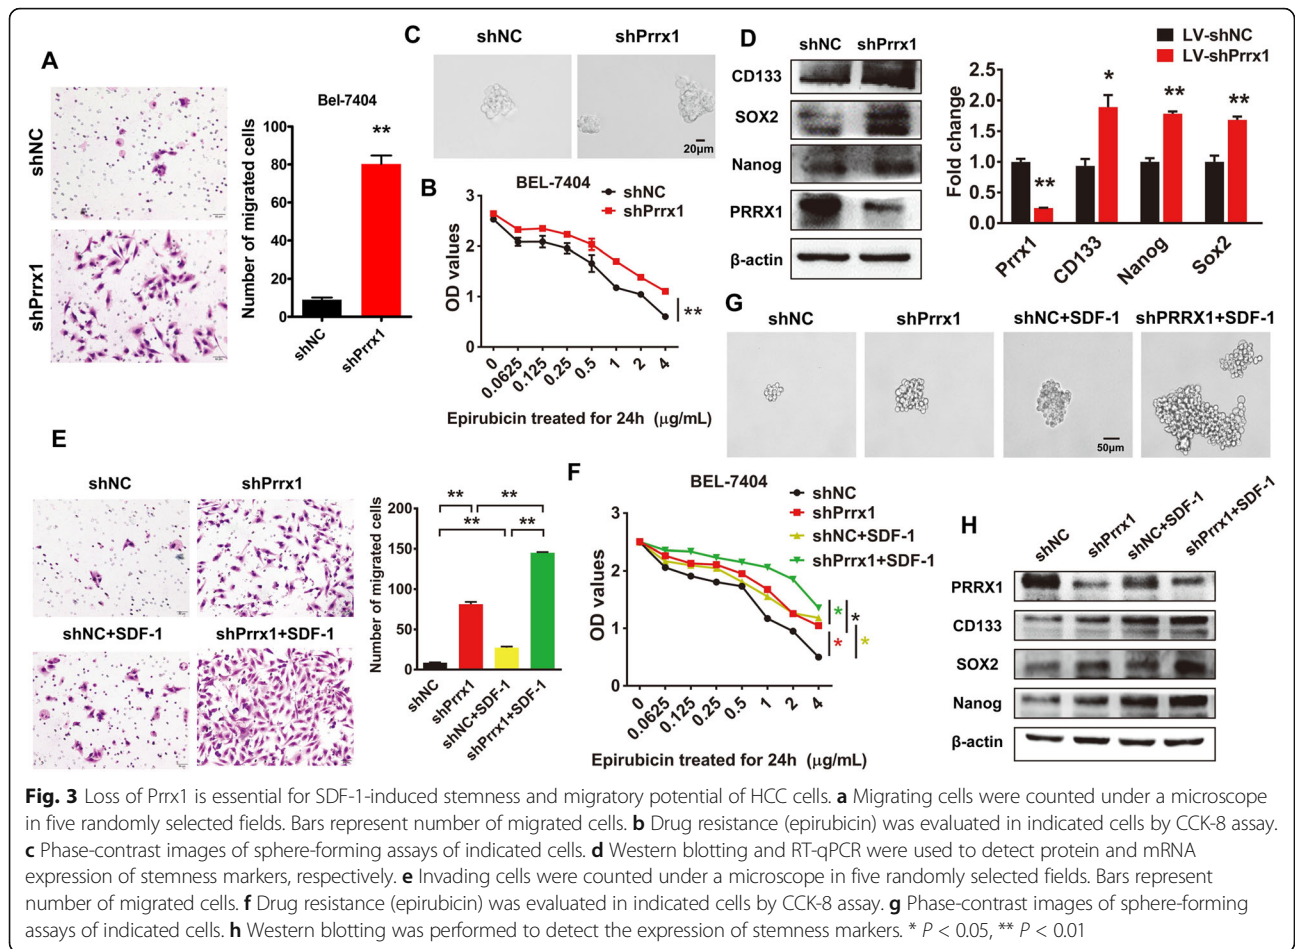 A
shNC
shPrrx1
Bel-7404
Number of migrated cells
100
80
60
40
20
0
**
shNC
shPrrx1
C
shNC
shPrrx1
20μm
B
BEL-7404
shNC
shPrrx1
OD values
3
2
1
0
**
0
0.0625
0.125
0.25
0.5
1
2
4
Epirubicin treated for 24h (μg/mL)
D
shNC shPrrx1
CD133
SOX2
Nanog
PRRX1
β-actin
LV-shNC
LV-shPrrx1
Fold change
2.5
2.0
1.5
1.0
0.5
0.0
**
*
**
**
Prrx1
CD133
Nanog
Sox2
G
shNC
shPrrx1
shNC+SDF-1
shPRRX1+SDF-1
50μm
E
shNC
shPrrx1
shNC+SDF-1
shPrrx1+SDF-1
Number of migrated cells
200
150
100
50
0
** **
** **
shNC
shPrrx1
shNC+SDF-1
shPrrx1+SDF-1
F
BEL-7404
shNC
shPrrx1
shNC+SDF-1
shPrrx1+SDF-1
OD values
3
2
1
0
* *
* *
0
0.0625
0.125
0.25
0.5
1
2
4
Epirubicin treated for 24h (μg/mL)
H
shNC
shPrrx1
shNC+SDF-1
shPrrx1+SDF-1
PRRX1
CD133
SOX2
Nanog
β-actin
Fig. 3 Loss of Prrx1 is essential for SDF-1-induced stemness and migratory potential of HCC cells. a Migrating cells were counted under a microscope
in five randomly selected fields. Bars represent number of migrated cells. b Drug resistance (epirubicin) was evaluated in indicated cells by CCK-8 assay.
c Phase-contrast images of sphere-forming assays of indicated cells. d Western blotting and RT-qPCR were used to detect protein and mRNA
expression of stemness markers, respectively. e Invading cells were counted under a microscope in five randomly selected fields. Bars represent
number of migrated cells. f Drug resistance (epirubicin) was evaluated in indicated cells by CCK-8 assay. g Phase-contrast images of sphere-forming
assays of indicated cells. h Western blotting was performed to detect the expression of stemness markers. * P < 0.05, ** P < 0.01